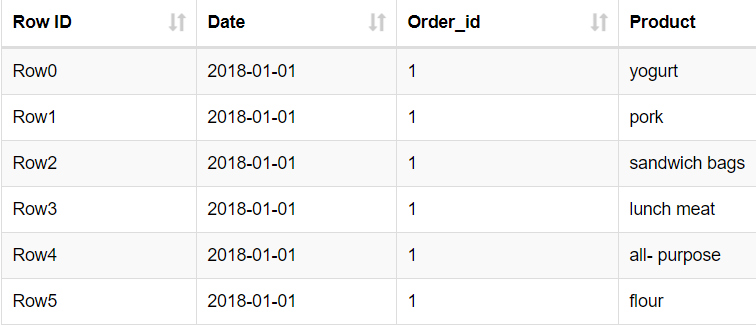 Row ID Date Order_id Product
Row0 2018-01-01 1 yogurt
Row1 2018-01-01 1 pork
Row2 2018-01-01 1 sandwich bags
Row3 2018-01-01 1 lunch meat
Row4 2018-01-01 1 all- purpose
Row5 2018-01-01 1 flour